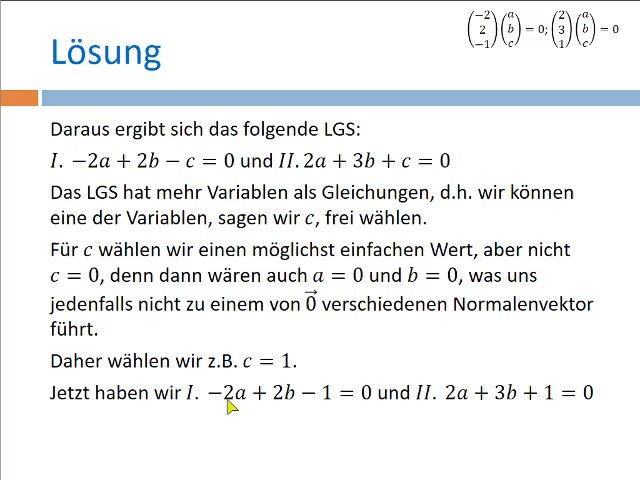 (−2 2 −1)(a b c) = 0; (2 3 1)(a b c) = 0
Lösung
Daraus ergibt sich das folgende LGS:
I. −2a + 2b − c = 0 und II. 2a + 3b + c = 0
Das LGS hat mehr Variablen als Gleichungen, d.h. wir können
eine der Variablen, sagen wir c, frei wählen.
Für c wählen wir einen möglichst einfachen Wert, aber nicht
c = 0, denn dann wären auch a = 0 und b = 0, was uns
jedenfalls nicht zu einem von 0⃗ verschiedenen Normalenvektor
führt.
Daher wählen wir z.B. c = 1.
Jetzt haben wir I. −2a + 2b − 1 = 0 und II. 2a + 3b + 1 = 0